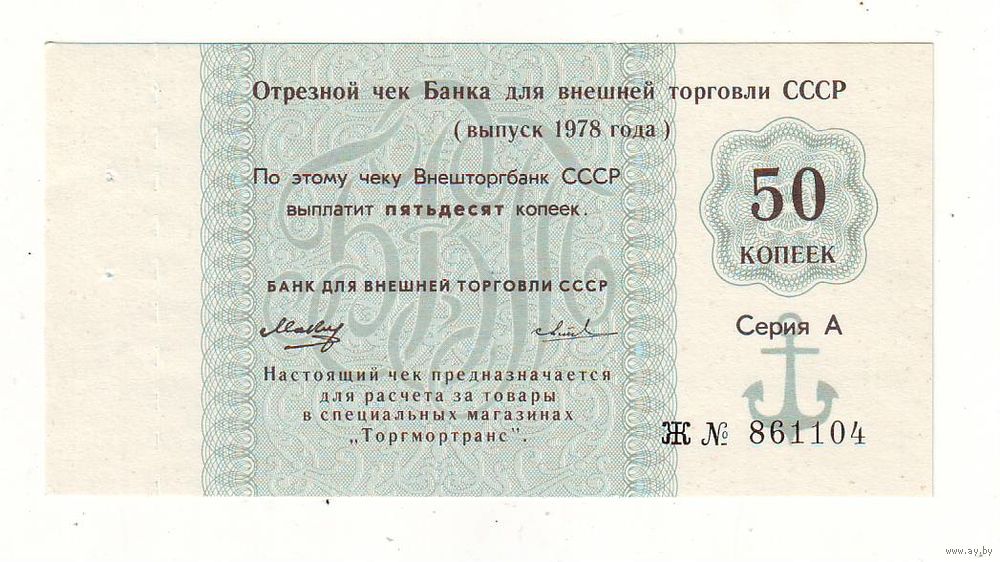 Отрезной чек Банка для внешней торговли СССР
(выпуск 1978 года)
По этому чеку Внешторгбанк СССР
выплатит пятьдесят копеек.
50
КОПЕЕК
БАНК ДЛЯ ВНЕШНЕЙ ТОРГОВЛИ СССР
Серия А
Настоящий чек предназначается
для расчета за товары
в специальных магазинах
„Торгмортранс".
Ж № 861104
www.ay.by